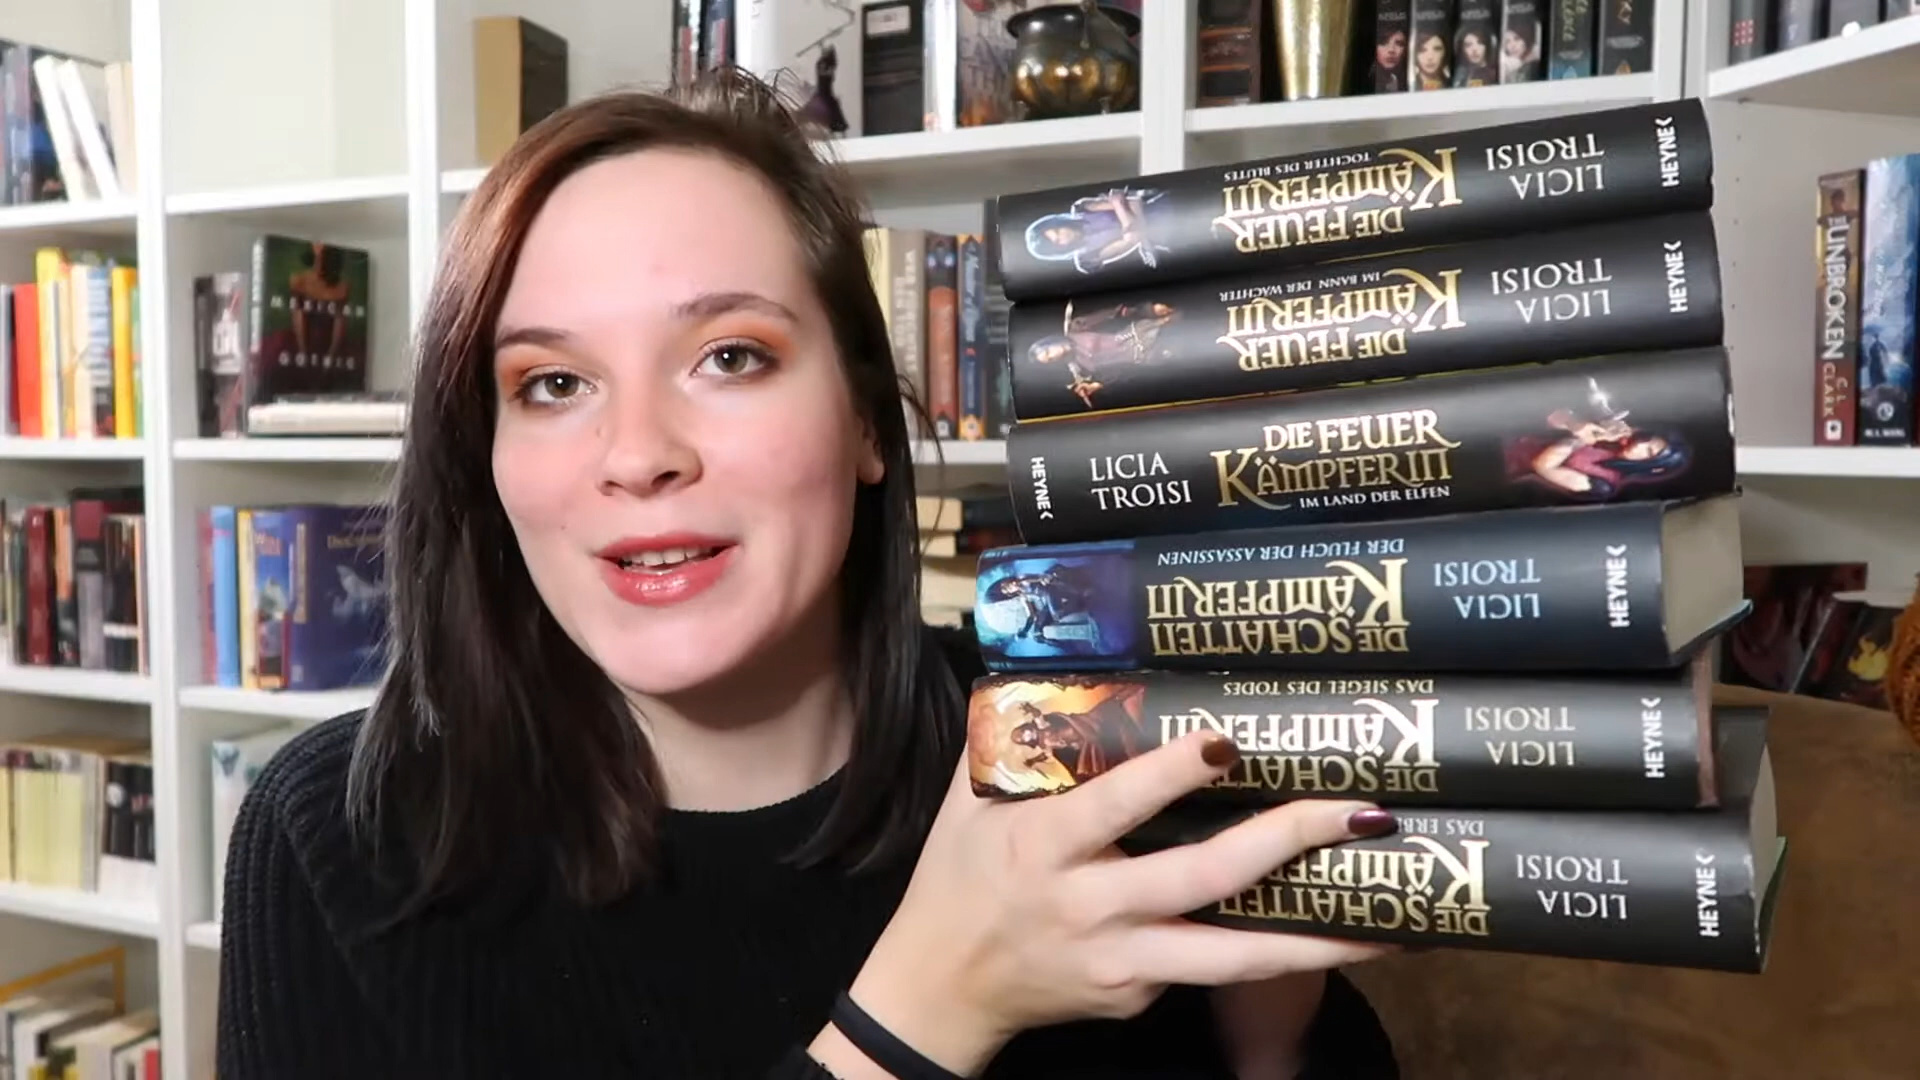 LICIA
TROISI
DIE FEUER
KÄMPFERIN
TOCHTER DES BLUTES
HEYNE
LICIA
TROISI
DIE FEUER
KÄMPFERIN
IM BANN DER WÄCHTER
HEYNE
HEYNE
LICIA
TROISI
DIE FEUER
KÄMPFERIN
IM LAND DER ELFEN
LICIA
TROISI
DIE SCHATTEN
KÄMPFERIN
DER FLUCH DER ASSASSINEN
HEYNE
LICIA
TROISI
DIE SCHATTEN
KÄMPFERIN
DAS SIEGEL DES TODES
HEYNE
LICIA
TROISI
DIE SCHATTEN
KÄMPFE
DAS ERBE
HEYNE
MEXICAN
GOTHIC
THE
UNBROKEN
C. L.
CLARK